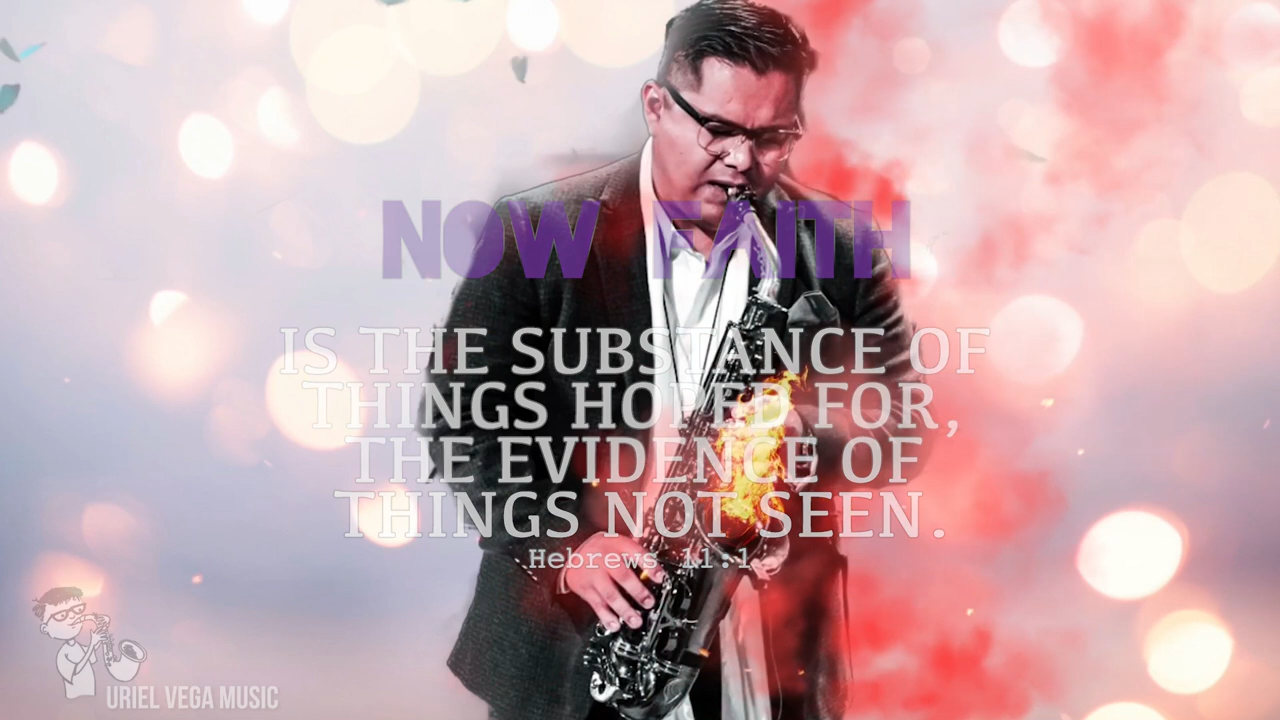 NOW FAITH
IS THE SUBSTANCE OF
THINGS HOPED FOR,
THE EVIDENCE OF
THINGS NOT SEEN.
Hebrews 11:1
URIEL VEGA MUSIC